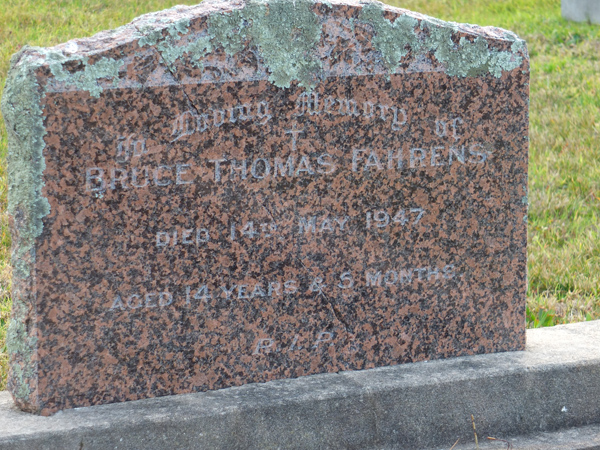 In Loving Memory of
BRUCE THOMAS FAHRENS
DIED 14TH MAY 1947
AGED 14 YEARS & 5 MONTHS
R.I.P.